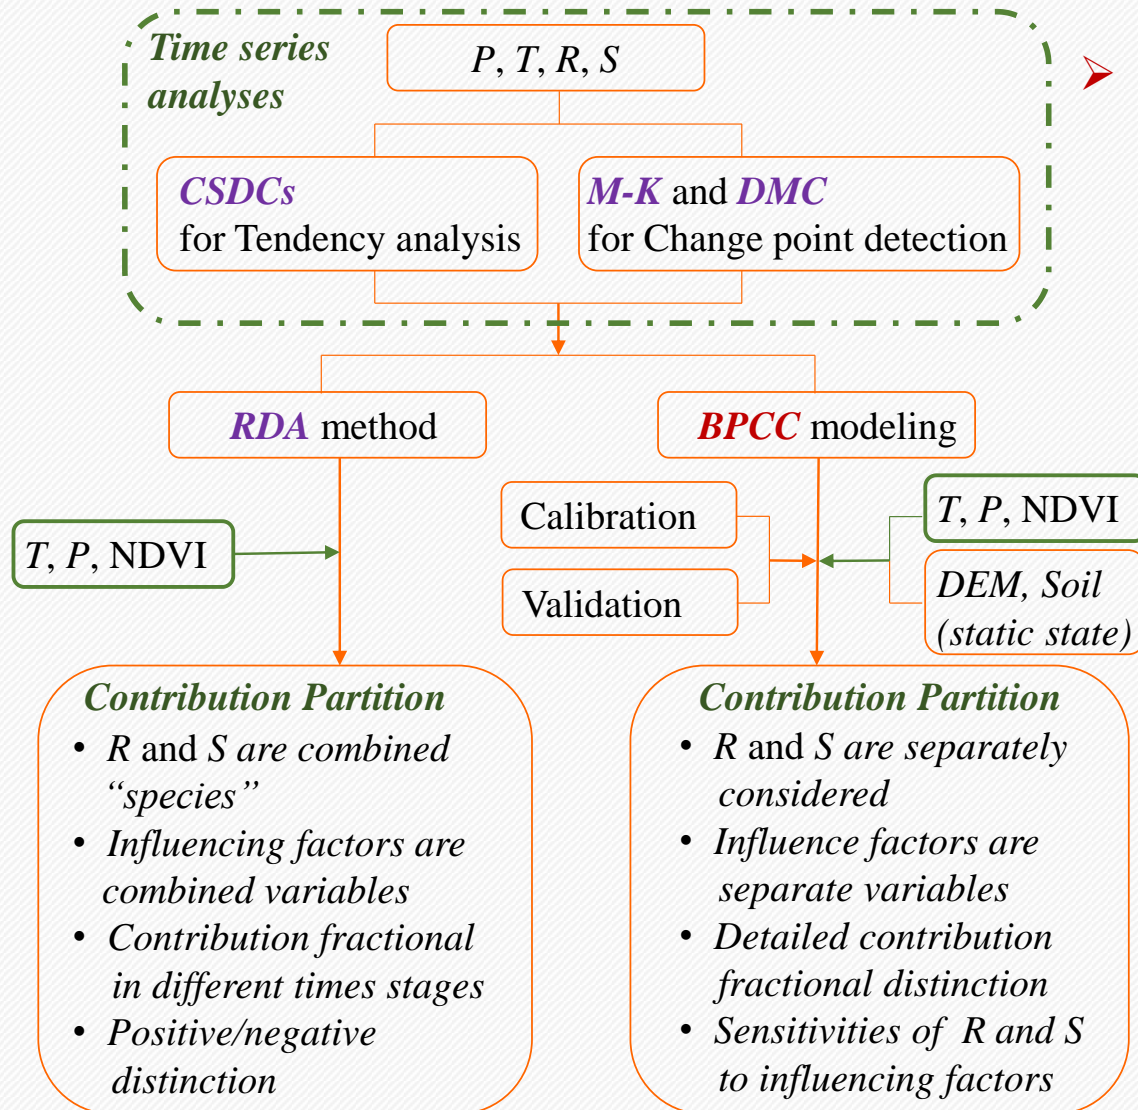 Time series
analyses
P, T, R, S
CSDCs
for Tendency analysis
M-K and DMC
for Change point detection
RDA method
BPCC modeling
T, P, NDVI
Calibration
Validation
T, P, NDVI
DEM, Soil
(static state)
Contribution Partition
• R and S are combined
“species”
• Influencing factors are
combined variables
• Contribution fractional
in different times stages
• Positive/negative
distinction
Contribution Partition
• R and S are separately
considered
• Influence factors are
separate variables
• Detailed contribution
fractional distinction
• Sensitivities of R and S
to influencing factors